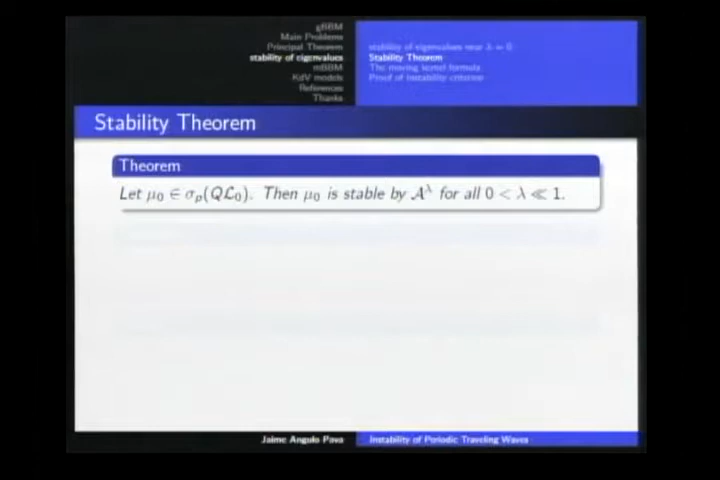 gBBM
Main Problems
Principal Theorem
stability of eigenvalues
mBBM
KdV models
References
Thanks
stability of eigenvalues near λ = 0
Stability Theorem
The moving kernel formula
Proof of instability criterion
Stability Theorem
Theorem
Let μ₀ ∈ σₚ(Qℒ₀). Then μ₀ is stable by 𝒜^λ for all 0 < λ ≪ 1.
Jaime Angulo Pava
Instability of Periodic Traveling Waves